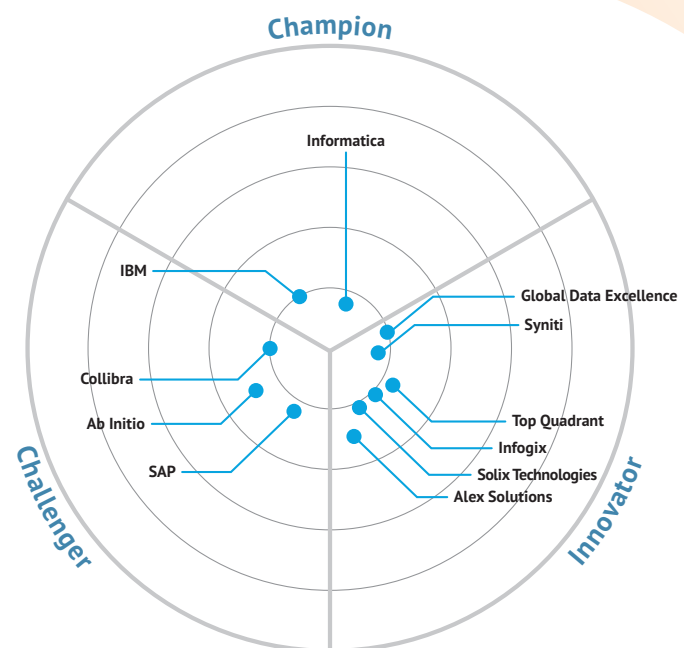 Champion
Informatica
IBM
Global Data Excellence
Syniti
Collibra
Ab Initio
Top Quadrant
Infogix
SAP
Solix Technologies
Alex Solutions
Challenger
Innovator